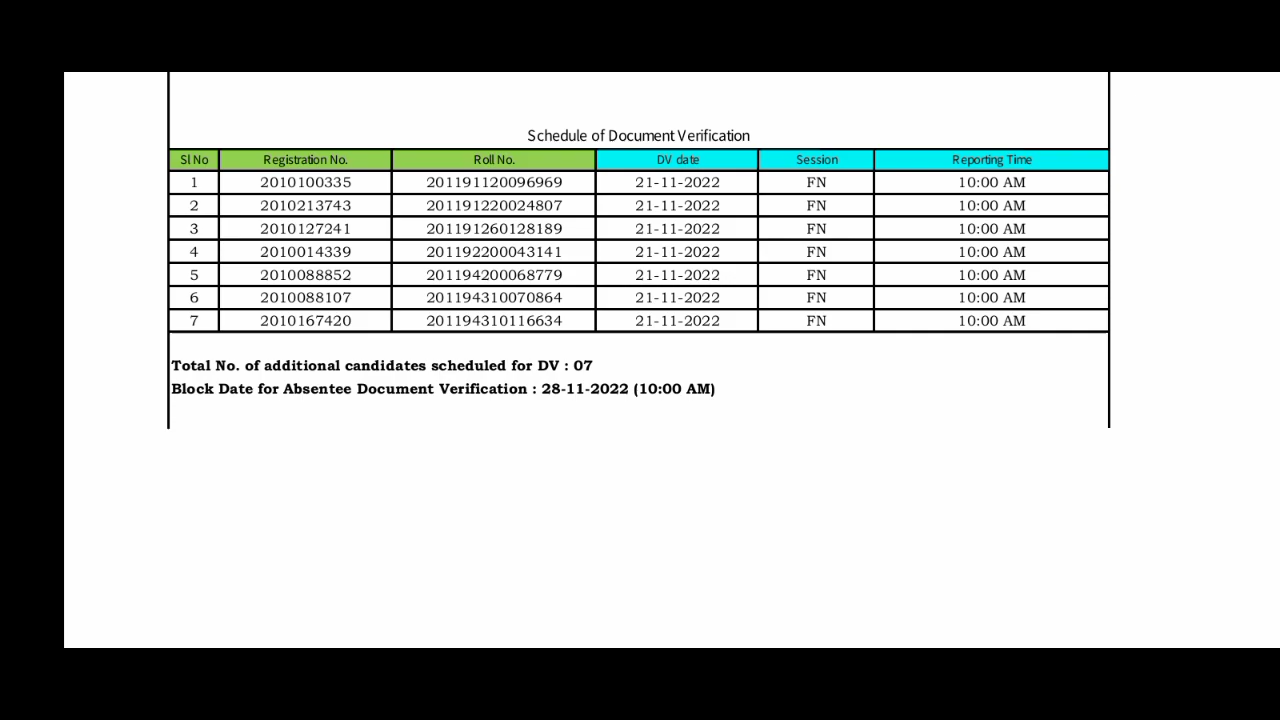 Schedule of Document Verification
Sl No Registration No. Roll No. DV date Session Reporting Time
1 2010100335 201191120096969 21-11-2022 FN 10:00 AM
2 2010213743 201191220024807 21-11-2022 FN 10:00 AM
3 2010127241 201191260128189 21-11-2022 FN 10:00 AM
4 2010014339 201192200043141 21-11-2022 FN 10:00 AM
5 2010088852 201194200068779 21-11-2022 FN 10:00 AM
6 2010088107 201194310070864 21-11-2022 FN 10:00 AM
7 2010167420 201194310116634 21-11-2022 FN 10:00 AM
Total No. of additional candidates scheduled for DV : 07
Block Date for Absentee Document Verification : 28-11-2022 (10:00 AM)